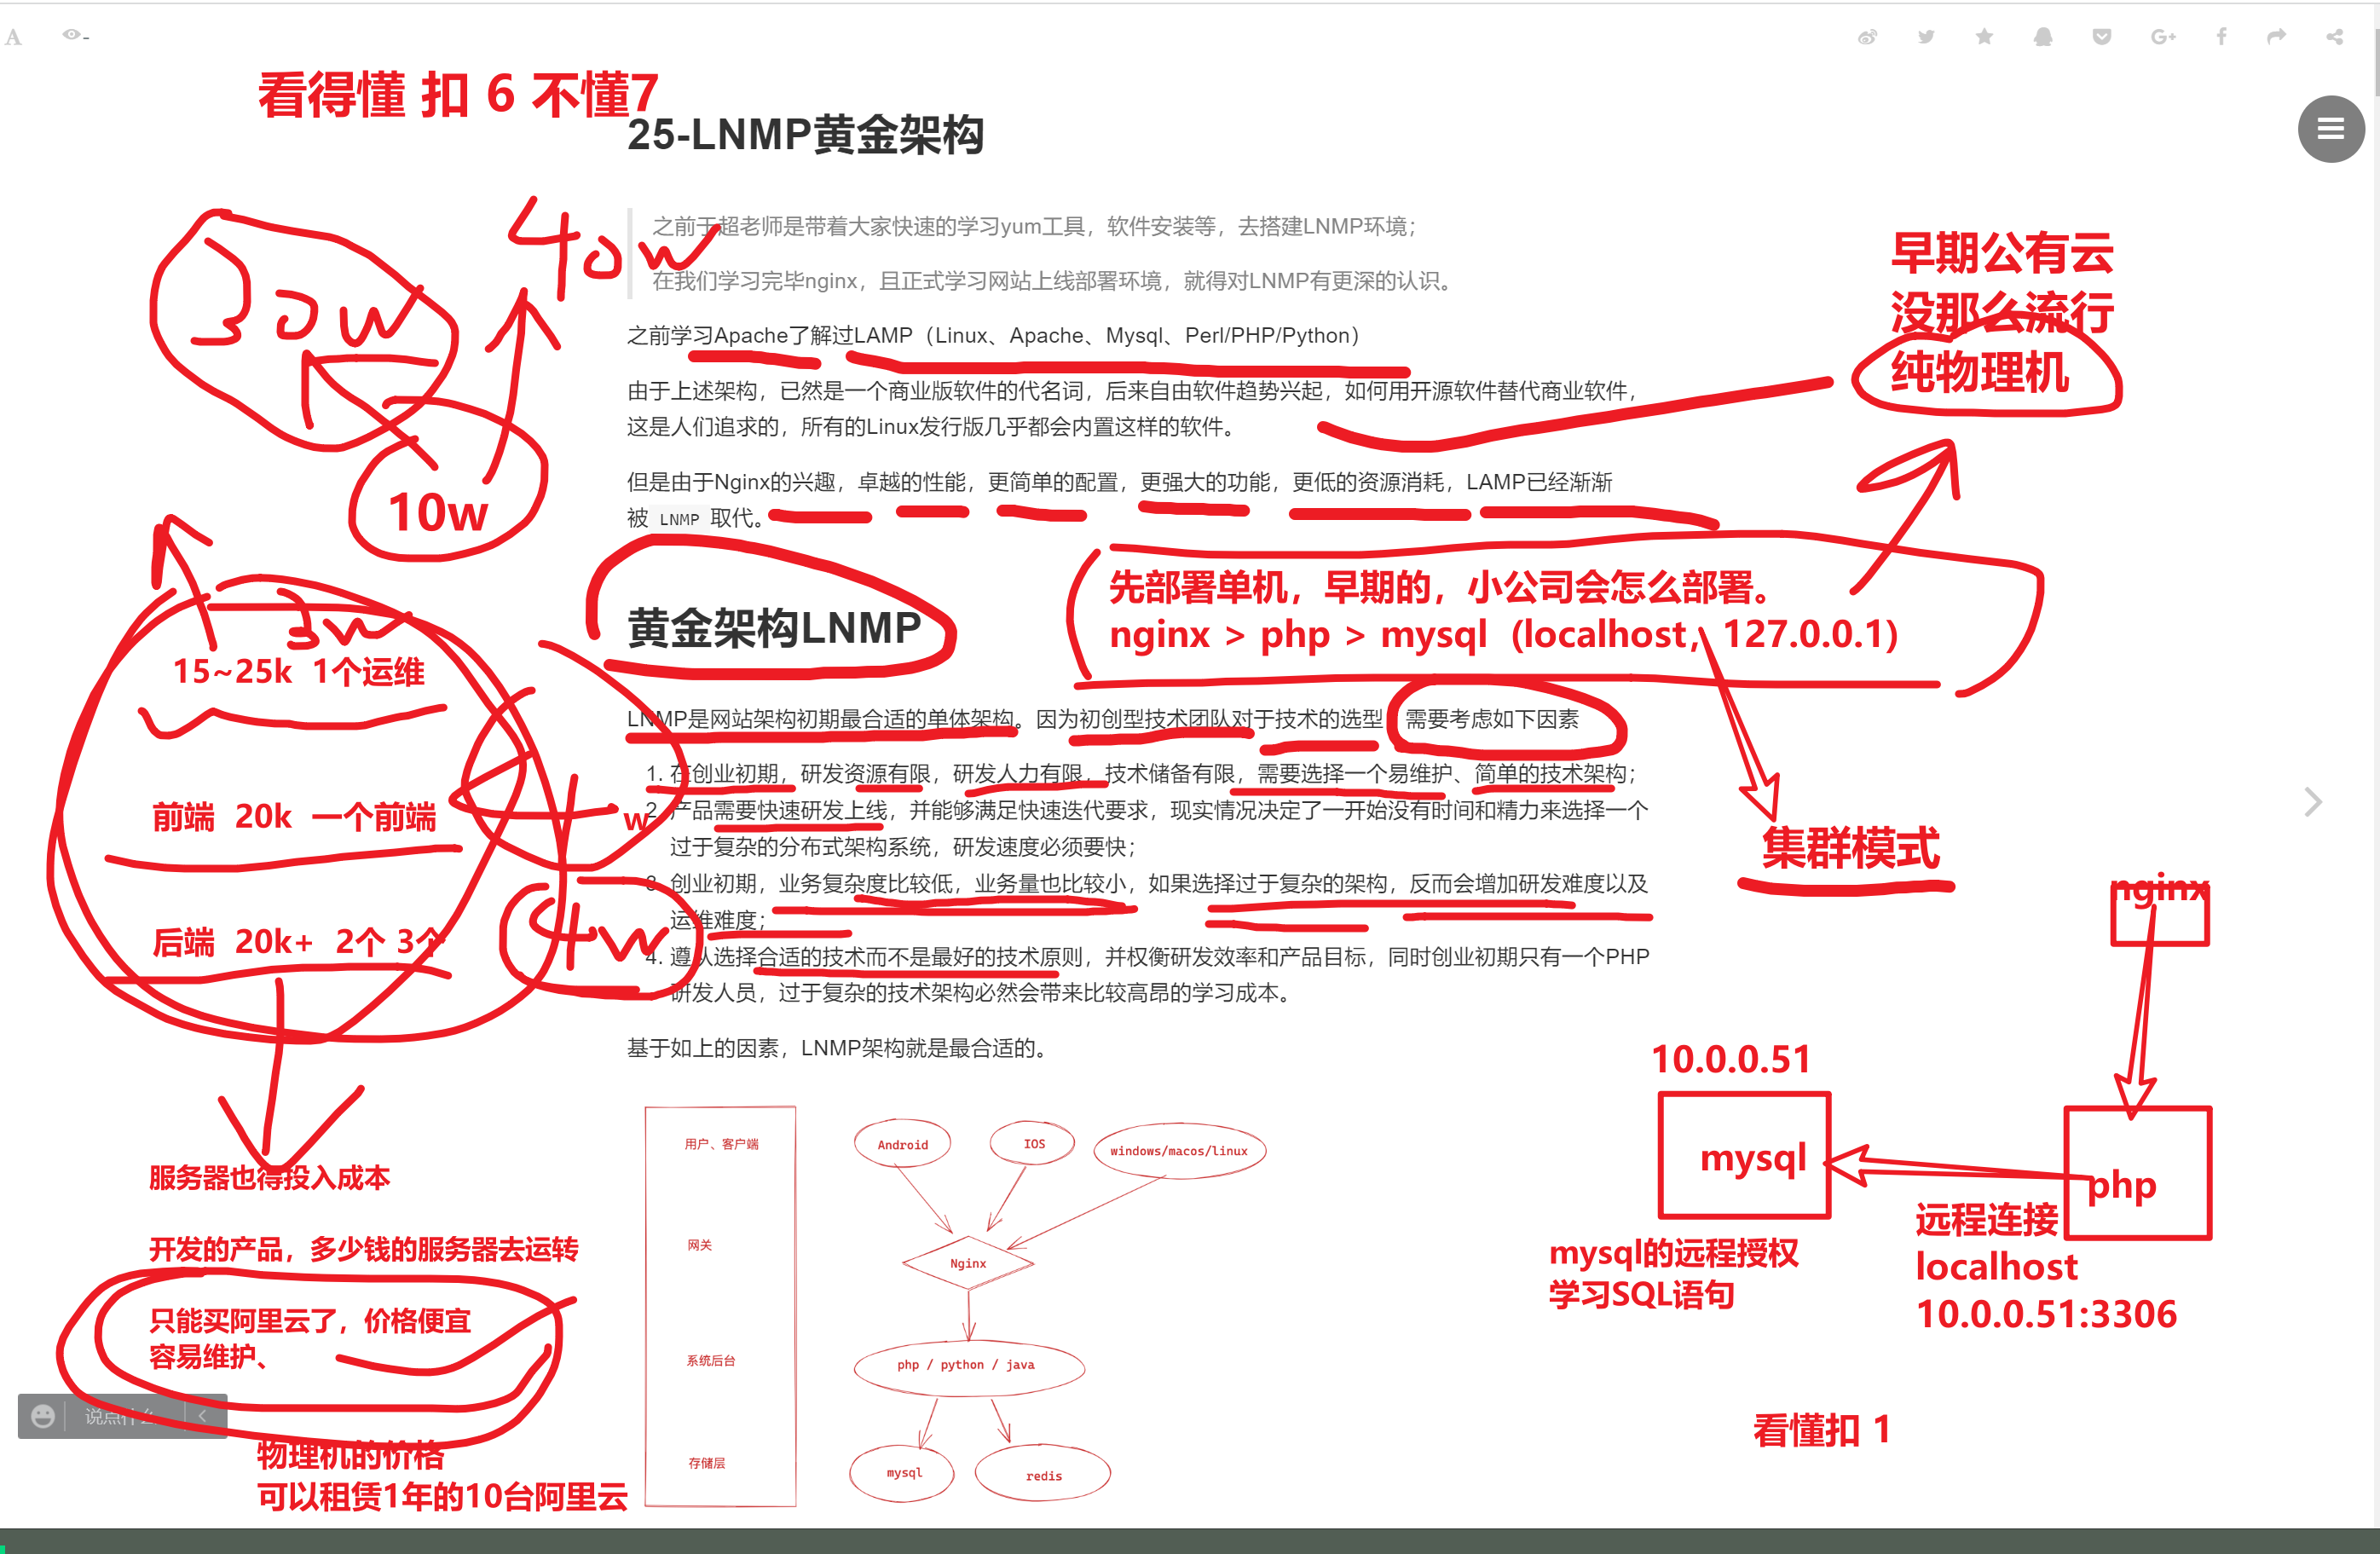 看得懂 扣 6 不懂7
25-LNMP黄金架构
之前于超老师是带着大家快速的学习yum工具，软件安装等，去搭建LNMP环境；
在我们学习完毕nginx，且正式学习网站上线部署环境，就得对LNMP有更深的认识。
之前学习Apache了解过LAMP（Linux、Apache、Mysql、Perl/PHP/Python）
由于上述架构，已然是一个商业版软件的代名词，后来自由软件趋势兴起，如何用开源软件替代商业软件，
这是人们追求的，所有的Linux发行版几乎都会内置这样的软件。
但是由于Nginx的兴趣，卓越的性能，更简单的配置，更强大的功能，更低的资源消耗，LAMP已经渐渐
被 LNMP 取代。
黄金架构LNMP
LNMP是网站架构初期最合适的单体架构。因为初创型技术团队对于技术的选型 需要考虑如下因素
1. 在创业初期，研发资源有限，研发人力有限，技术储备有限，需要选择一个易维护、简单的技术架构；
2. 产品需要快速研发上线，并能够满足快速迭代要求，现实情况决定了一开始没有时间和精力来选择一个
过于复杂的分布式架构系统，研发速度必须要快；
3. 创业初期，业务复杂度比较低，业务量也比较小，如果选择过于复杂的架构，反而会增加研发难度以及
运维难度；
4. 遵从选择合适的技术而不是最好的技术原则，并权衡研发效率和产品目标，同时创业初期只有一个PHP
研发人员，过于复杂的技术架构必然会带来比较高昂的学习成本。
基于如上的因素，LNMP架构就是最合适的。
40w
30w
10w
3w
15~25k 1个运维
前端 20k 一个前端
w
后端 20k+ 2个 3个
4w
服务器也得投入成本
开发的产品，多少钱的服务器去运转
只能买阿里云了，价格便宜
容易维护、
说点什么
物理机的价格
可以租赁1年的10台阿里云
早期公有云
没那么流行
纯物理机
先部署单机，早期的，小公司会怎么部署。
nginx > php > mysql（localhost，127.0.0.1)
集群模式
nginx
10.0.0.51
mysql
php
远程连接
localhost
10.0.0.51:3306
mysql的远程授权
学习SQL语句
看懂扣 1
用户、客户端
Android
IOS
windows/macos/linux
网关
Nginx
系统后台
php / python / java
存储层
mysql
redis